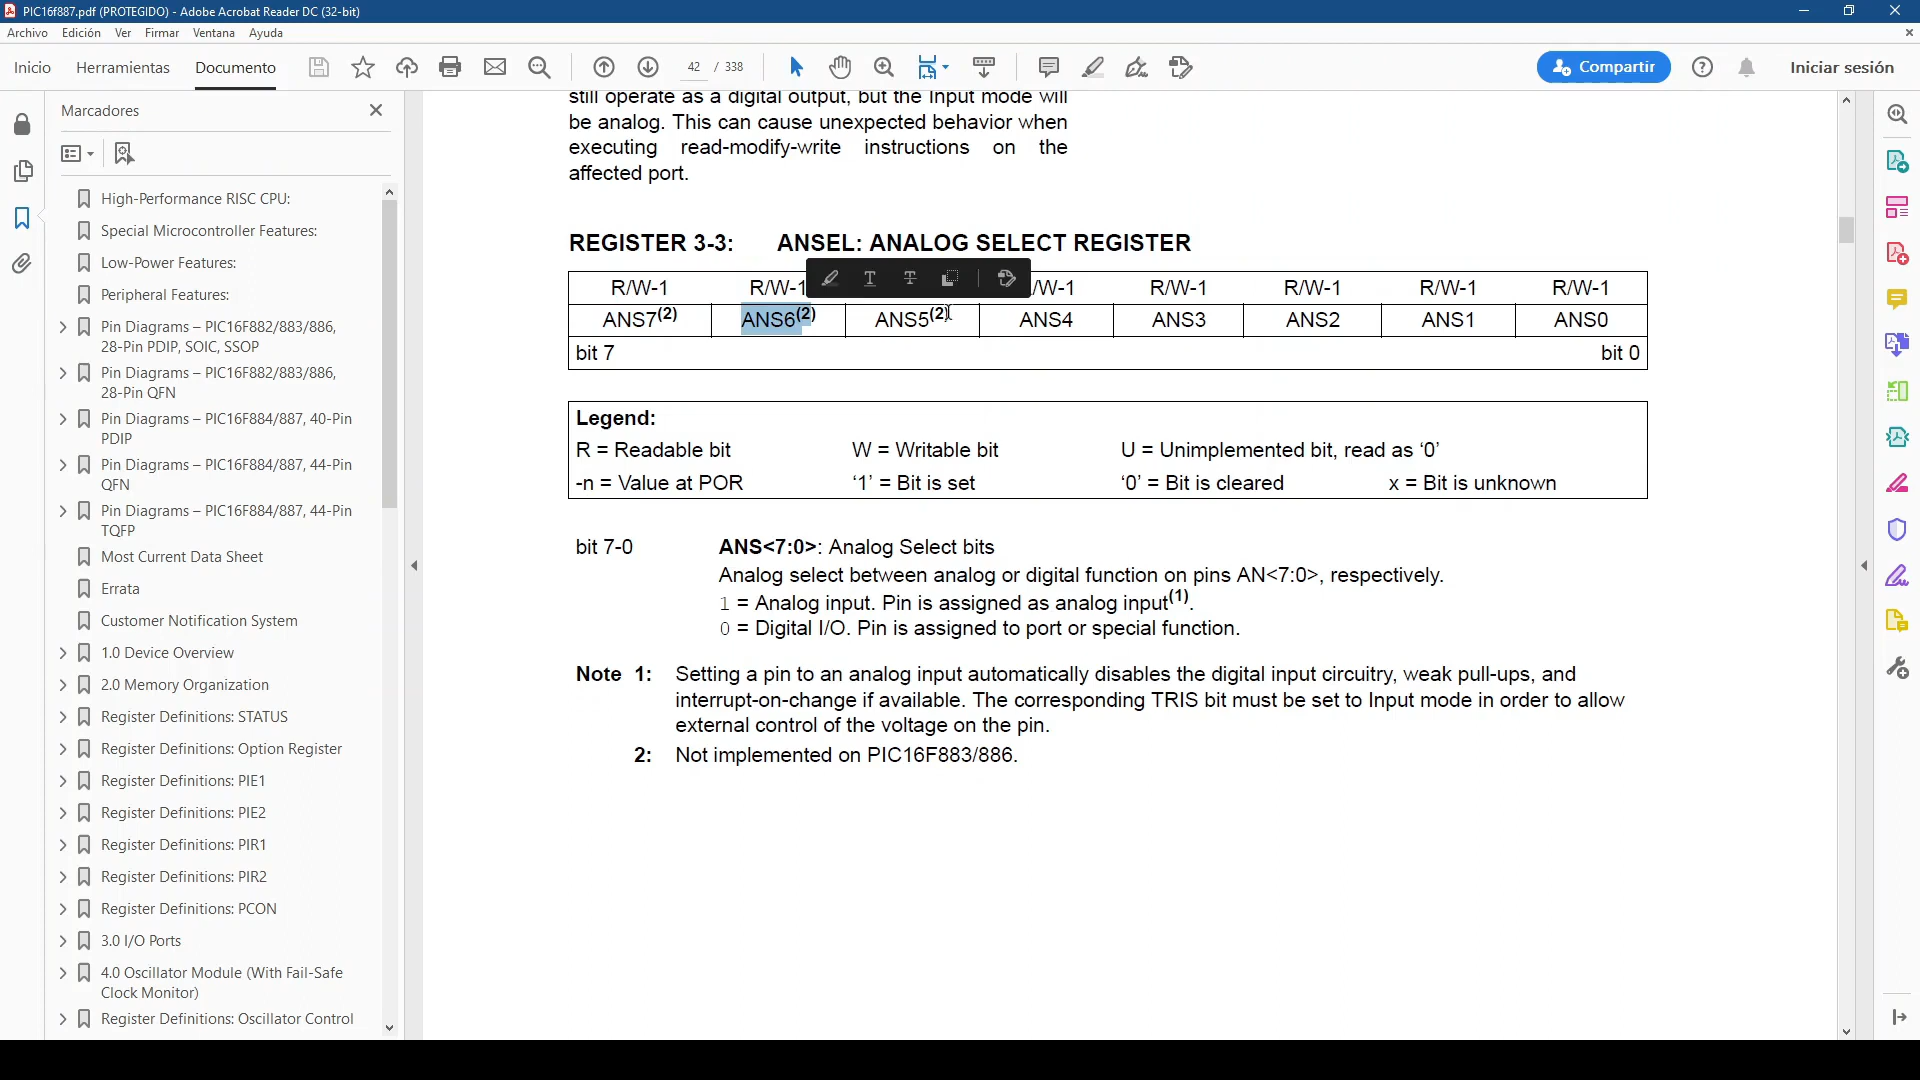 PIC16f887.pdf (PROTEGIDO) - Adobe Acrobat Reader DC (32-bit)
Archivo Edición Ver Firmar Ventana Ayuda
Inicio Herramientas Documento 42 / 338 Compartir Iniciar sesión
Marcadores
High-Performance RISC CPU:
Special Microcontroller Features:
Low-Power Features:
Peripheral Features:
Pin Diagrams – PIC16F882/883/886,
28-Pin PDIP, SOIC, SSOP
Pin Diagrams – PIC16F882/883/886,
28-Pin QFN
Pin Diagrams – PIC16F884/887, 40-Pin
PDIP
Pin Diagrams – PIC16F884/887, 44-Pin
QFN
Pin Diagrams – PIC16F884/887, 44-Pin
TQFP
Most Current Data Sheet
Errata
Customer Notification System
1.0 Device Overview
2.0 Memory Organization
Register Definitions: STATUS
Register Definitions: Option Register
Register Definitions: PIE1
Register Definitions: PIE2
Register Definitions: PIR1
Register Definitions: PIR2
Register Definitions: PCON
3.0 I/O Ports
4.0 Oscillator Module (With Fail-Safe
Clock Monitor)
Register Definitions: Oscillator Control
still operate as a digital output, but the Input mode will
be analog. This can cause unexpected behavior when
executing read-modify-write instructions on the
affected port.
REGISTER 3-3: ANSEL: ANALOG SELECT REGISTER
R/W-1 R/W-1 /W-1 R/W-1 R/W-1 R/W-1 R/W-1
ANS7(2) ANS6(2) ANS5(2) ANS4 ANS3 ANS2 ANS1 ANS0
bit 7 bit 0
Legend:
R = Readable bit W = Writable bit U = Unimplemented bit, read as ‘0’
-n = Value at POR ‘1’ = Bit is set ‘0’ = Bit is cleared x = Bit is unknown
bit 7-0 ANS<7:0>: Analog Select bits
Analog select between analog or digital function on pins AN<7:0>, respectively.
1 = Analog input. Pin is assigned as analog input(1).
0 = Digital I/O. Pin is assigned to port or special function.
Note 1: Setting a pin to an analog input automatically disables the digital input circuitry, weak pull-ups, and
interrupt-on-change if available. The corresponding TRIS bit must be set to Input mode in order to allow
external control of the voltage on the pin.
2: Not implemented on PIC16F883/886.